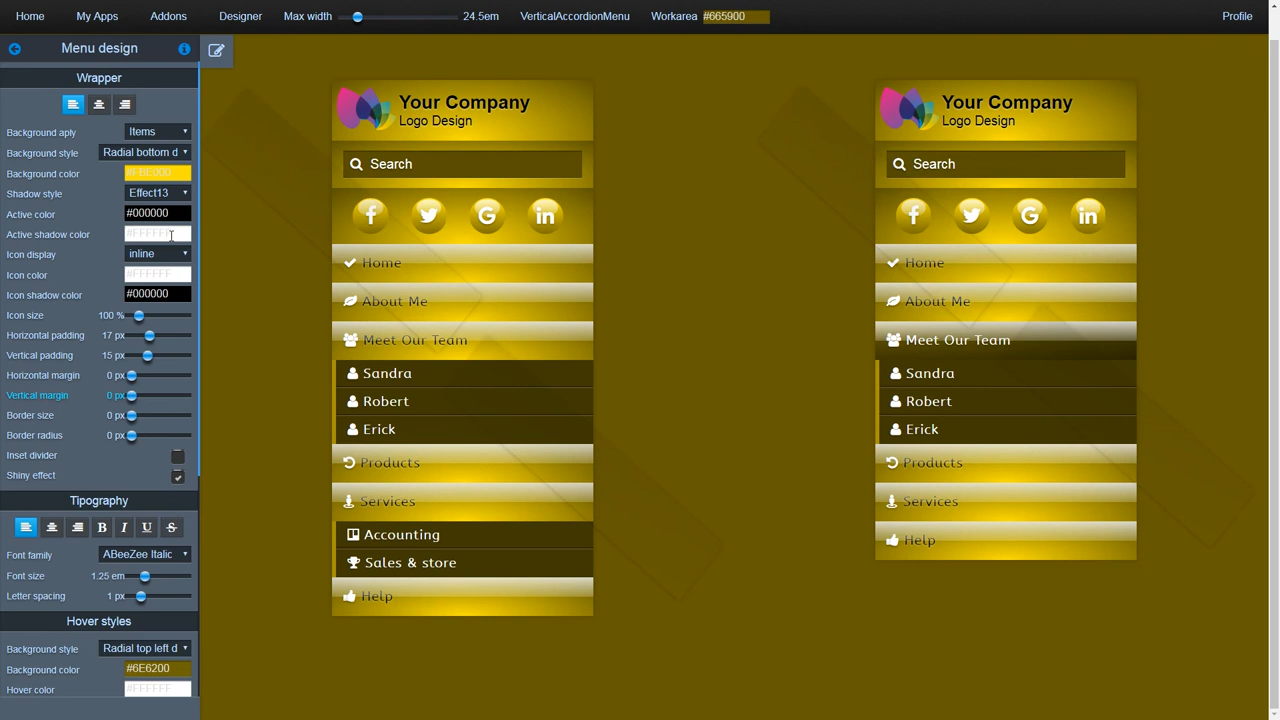 Home My Apps Addons Designer Max width 24.5em VerticalAccordionMenu Workarea #665900 Profile
Menu design
Wrapper
Background aply Items
Background style Radial bottom d
Background color #FBE000
Shadow style Effect13
Active color #000000
Active shadow color #FFFFFF
Icon display inline
Icon color #FFFFFF
Icon shadow color #000000
Icon size 100 %
Horizontal padding 17 px
Vertical padding 15 px
Horizontal margin 0 px
Vertical margin 0 px
Border size 0 px
Border radius 0 px
Inset divider
Shiny effect
Tipography
B I U S
Font family ABeeZee Italic
Font size 1.25 em
Letter spacing 1 px
Hover styles
Background style Radial top left d
Background color #6E6200
Hover color #FFFFFF
Your Company
Logo Design
Search
f G in
Home
About Me
Meet Our Team
Sandra
Robert
Erick
Products
Services
Accounting
Sales & store
Help
Your Company
Logo Design
Search
f G in
Home
About Me
Meet Our Team
Sandra
Robert
Erick
Products
Services
Help